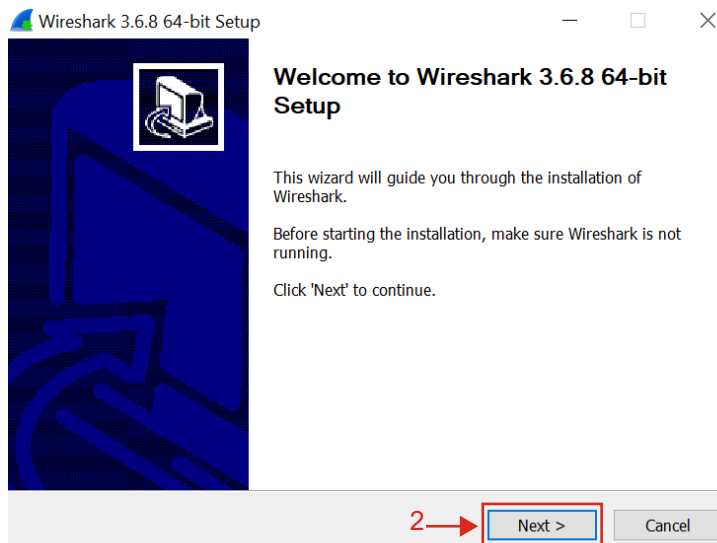 Wireshark 3.6.8 64-bit Setup
Welcome to Wireshark 3.6.8 64-bit
Setup
This wizard will guide you through the installation of
Wireshark.
Before starting the installation, make sure Wireshark is not
running.
Click 'Next' to continue.
2
Next >
Cancel